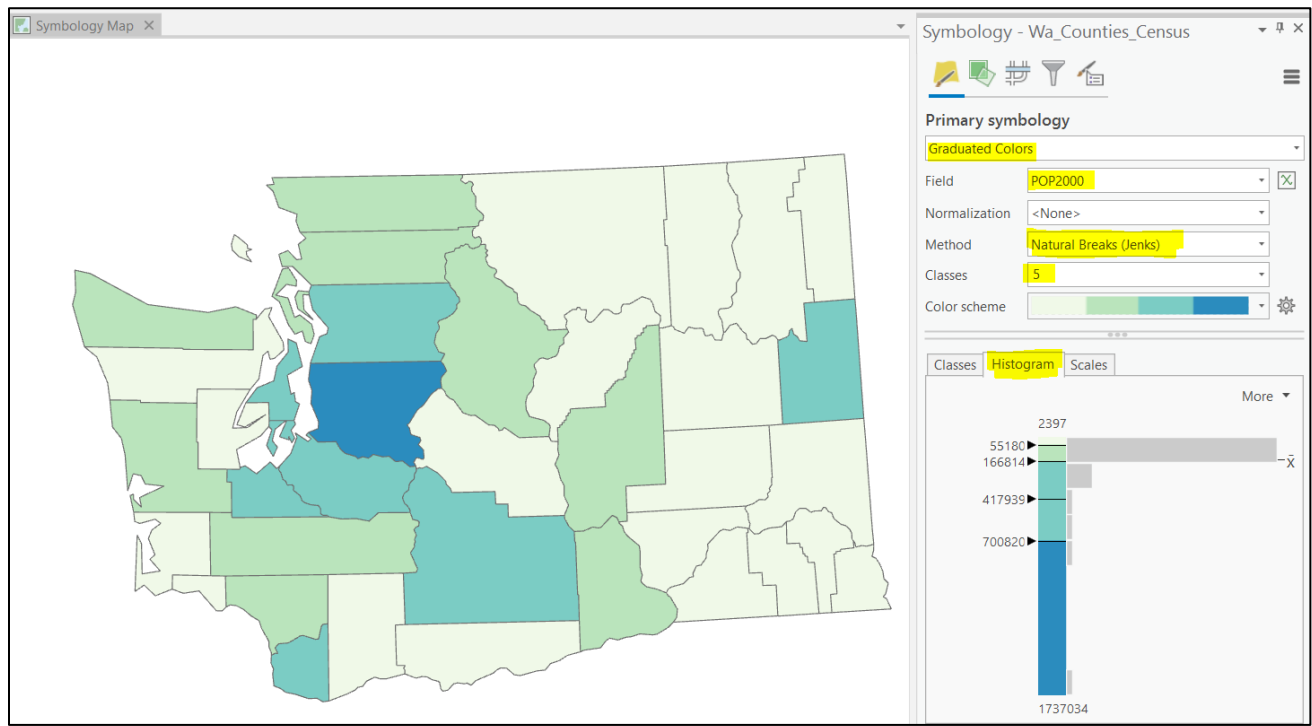 Symbology Map
Symbology - Wa_Counties_Census
Primary symbology
Graduated Colors
Field POP2000
Normalization <None>
Method Natural Breaks (Jenks)
Classes 5
Color scheme
Classes Histogram Scales
More
2397
55180
x̄
166814
417939
700820
1737034